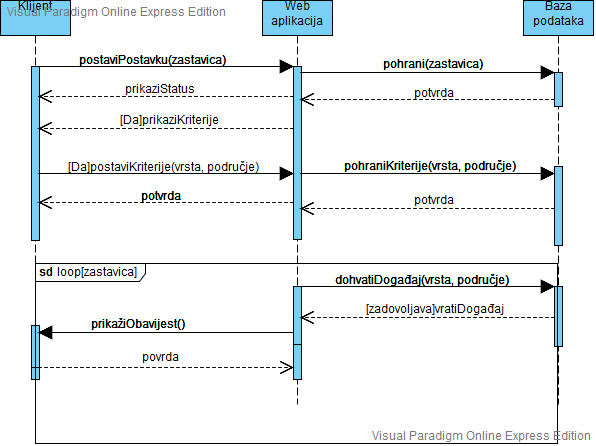 Visual Paradigm Online Express Edition
Klijent
Web
aplikacija
Baza
podataka
postaviPostavku(zastavica)
pohrani(zastavica)
prikaziStatus
potvrda
[Da]prikaziKriterije
[Da]postaviKriterije(vrsta, područje)
pohraniKriterije(vrsta, područje)
potvrda
potvrda
sd loop[zastavica]
dohvatiDogađaj(vrsta, područje)
[zadovoljava]vratiDogađaj
prikažiObavijest()
povrda
Visual Paradigm Online Express Edition